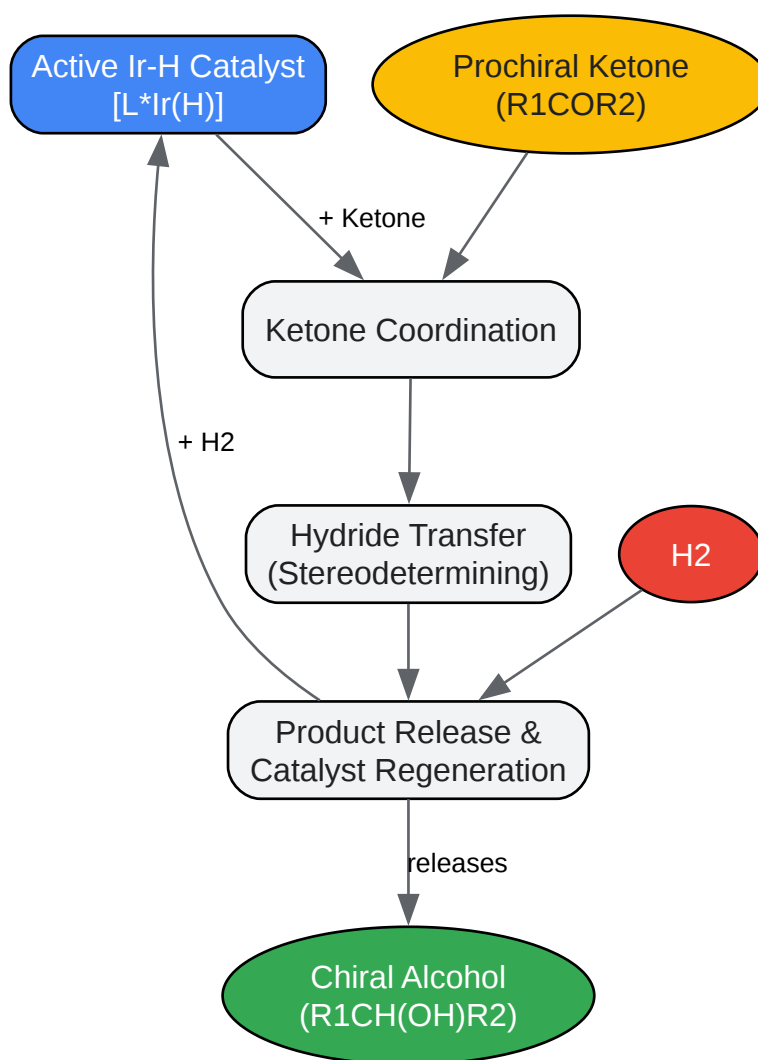 Active Ir-H Catalyst
[L*Ir(H)]
Prochiral Ketone
(R1COR2)
+ Ketone
Ketone Coordination
+ H2
Hydride Transfer
(Stereodetermining)
H2
Product Release &
Catalyst Regeneration
releases
Chiral Alcohol
(R1CH(OH)R2)